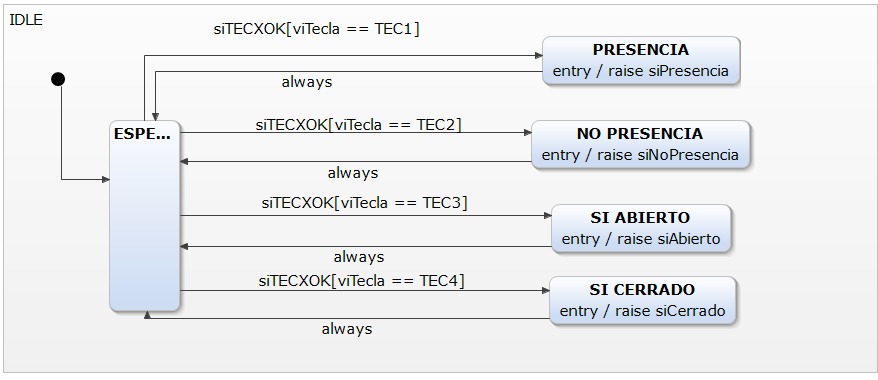 IDLE
siTECXOK[viTecla == TEC1]
PRESENCIA
entry / raise siPresencia
always
ESPE...
siTECXOK[viTecla == TEC2]
NO PRESENCIA
entry / raise siNoPresencia
always
siTECXOK[viTecla == TEC3]
SI ABIERTO
entry / raise siAbierto
always
siTECXOK[viTecla == TEC4]
SI CERRADO
entry / raise siCerrado
always